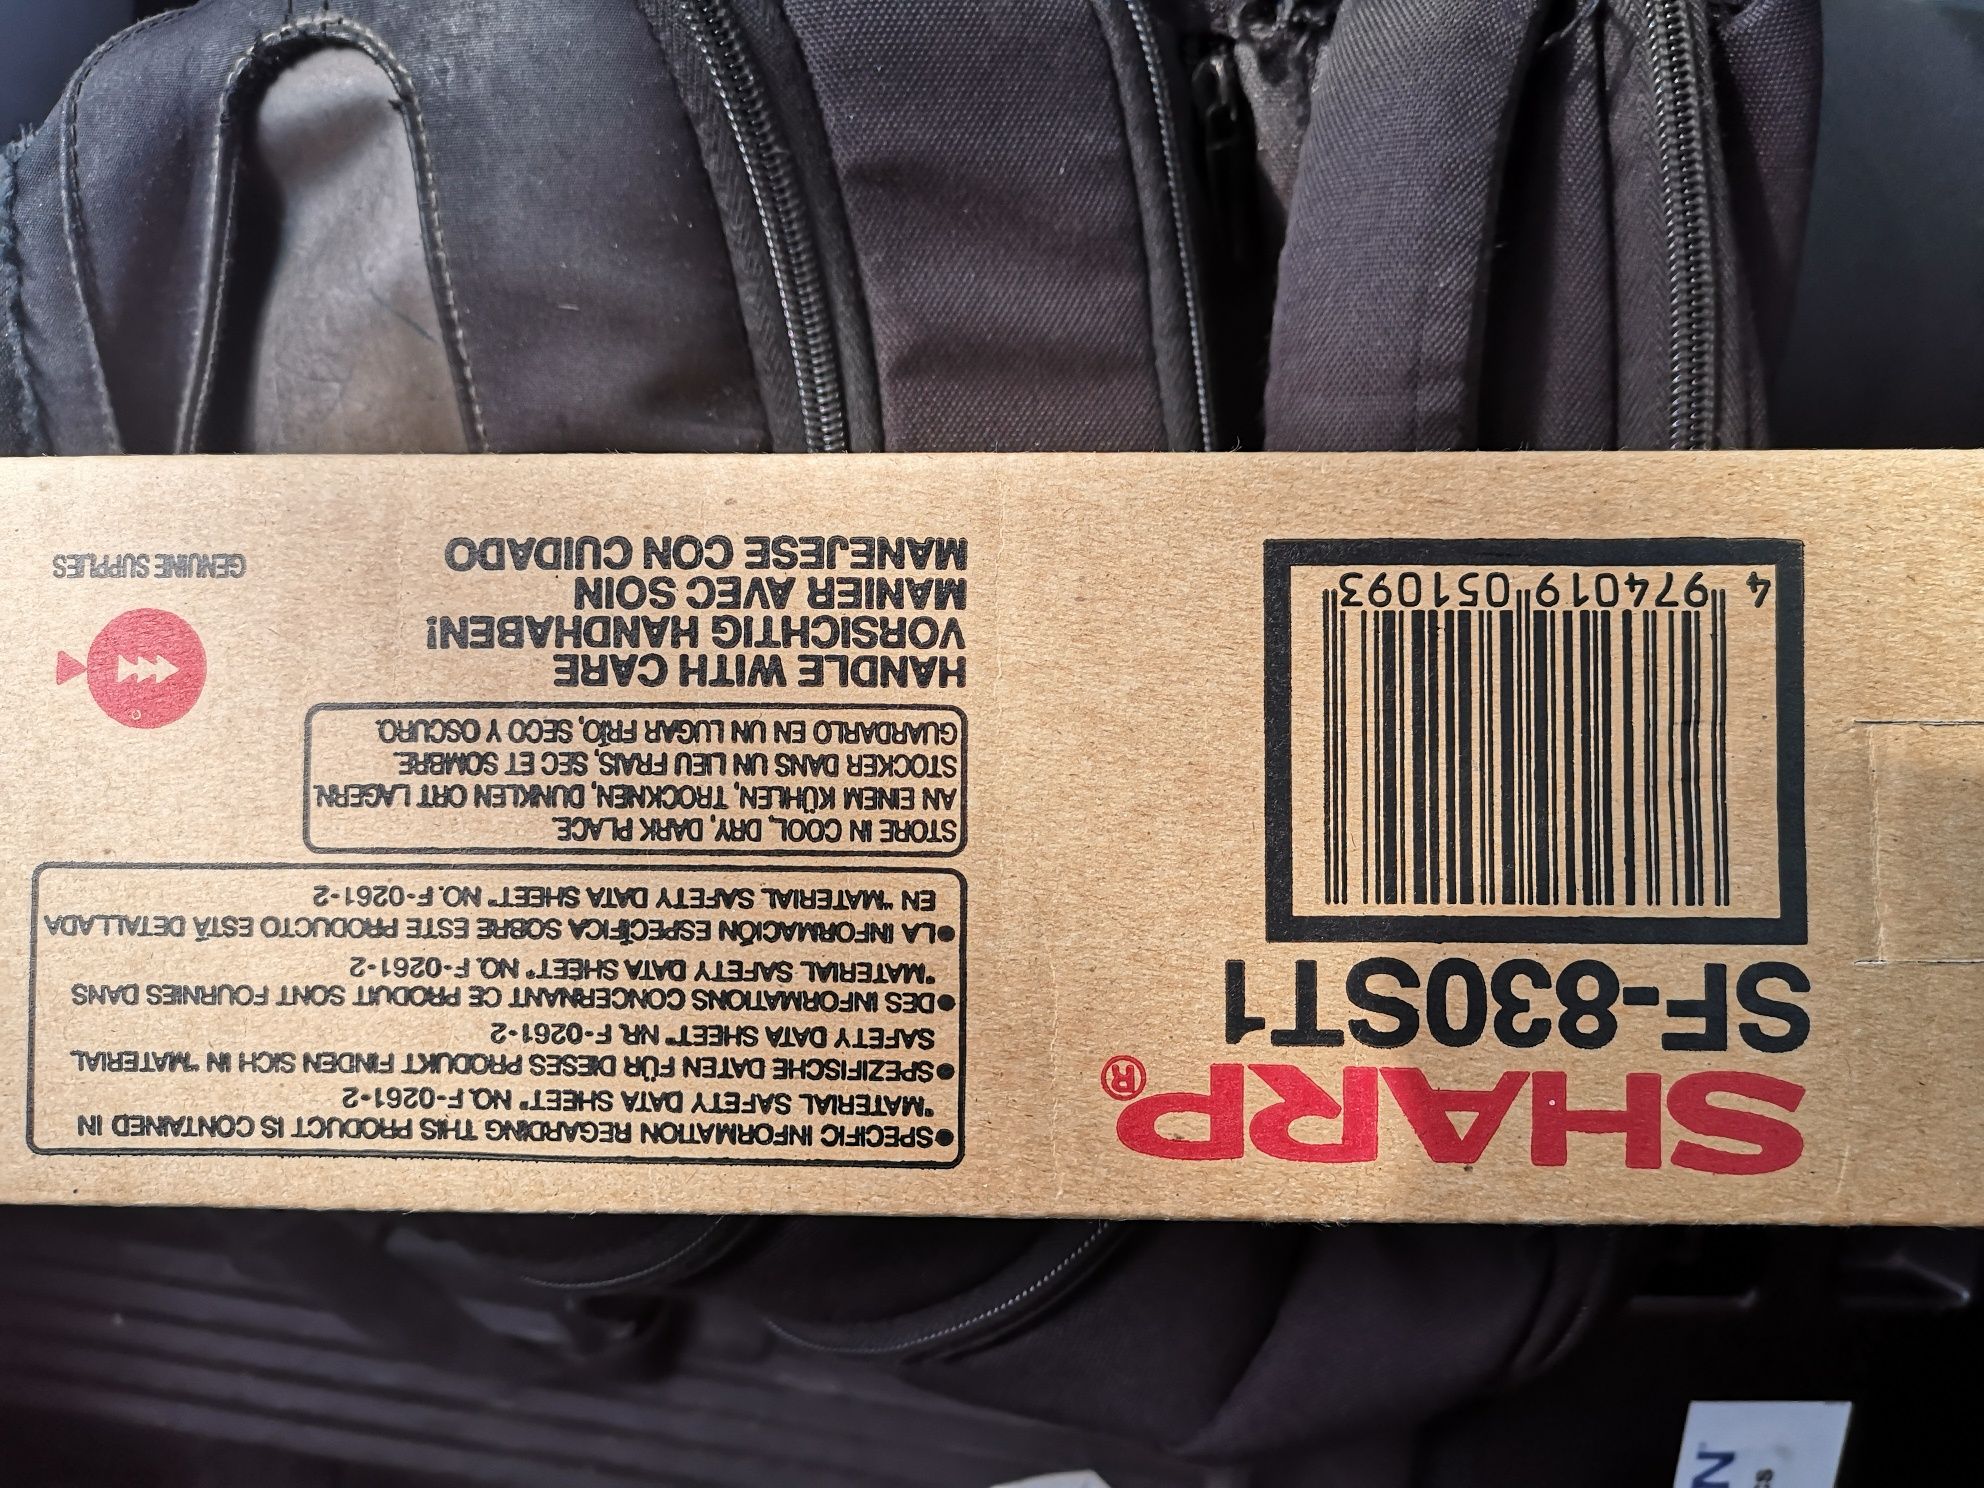 SHARP®
SF-830ST1
4 974019 051093
●SPECIFIC INFORMATION REGARDING THIS PRODUCT IS CONTAINED IN
"MATERIAL SAFETY DATA SHEET" NO. F-0261-2
●SPEZIFISCHE DATEN FÜR DIESES PRODUKT FINDEN SICH IN "MATERIAL
SAFETY DATA SHEET" NR. F-0261-2
●DES INFORMATIONS CONCERNANT CE PRODUIT SONT FOURNIES DANS
"MATERIAL SAFETY DATA SHEET" NO. F-0261-2
●LA INFORMACIÓN ESPECÍFICA SOBRE ESTE PRODUCTO ESTÁ DETALLADA
EN "MATERIAL SAFETY DATA SHEET" NO. F-0261-2
STORE IN COOL, DRY, DARK PLACE.
AN EINEM KÜHLEN, TROCKNEN, DUNKLEN ORT LAGERN.
STOCKER DANS UN LIEU FRAIS, SEC ET SOMBRE.
GUARDARLO EN UN LUGAR FRÍO, SECO Y OSCURO.
HANDLE WITH CARE
VORSICHTIG HANDHABEN!
MANIER AVEC SOIN
MANEJESE CON CUIDADO
GENUINE SUPPLIES